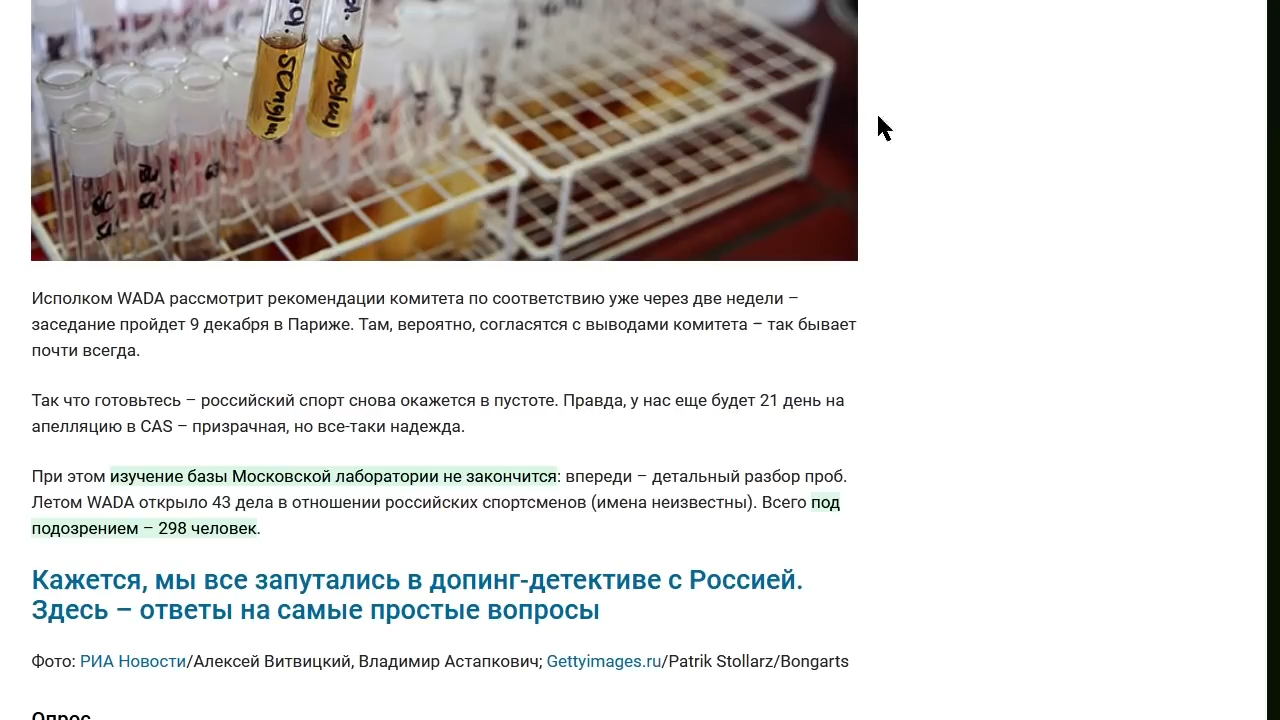 Исполком WADA рассмотрит рекомендации комитета по соответствию уже через две недели –
заседание пройдет 9 декабря в Париже. Там, вероятно, согласятся с выводами комитета – так бывает
почти всегда.
Так что готовьтесь – российский спорт снова окажется в пустоте. Правда, у нас еще будет 21 день на
апелляцию в CAS – призрачная, но все-таки надежда.
При этом изучение базы Московской лаборатории не закончится: впереди – детальный разбор проб.
Летом WADA открыло 43 дела в отношении российских спортсменов (имена неизвестны). Всего под
подозрением – 298 человек.
Кажется, мы все запутались в допинг-детективе с Россией.
Здесь – ответы на самые простые вопросы
Фото: РИА Новости/Алексей Витвицкий, Владимир Астапкович; Gettyimages.ru/Patrik Stollarz/Bongarts
Опрос